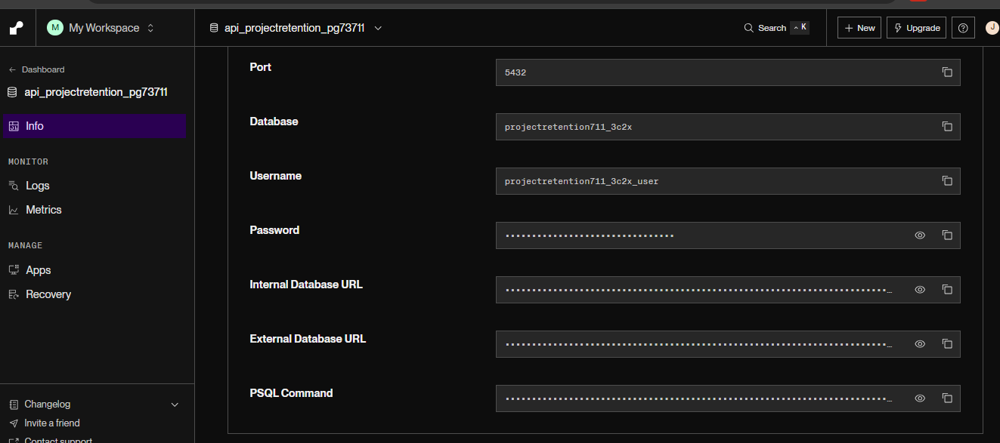 M My Workspace
api_projectretention_pg73711
Search ^ K
+ New
Upgrade
J
← Dashboard
api_projectretention_pg73711
Info
MONITOR
Logs
Metrics
MANAGE
Apps
Recovery
Changelog
Invite a friend
Contact support
Port
5432
Database
projectretention711_3c2x
Username
projectretention711_3c2x_user
Password
Internal Database URL
External Database URL
PSQL Command